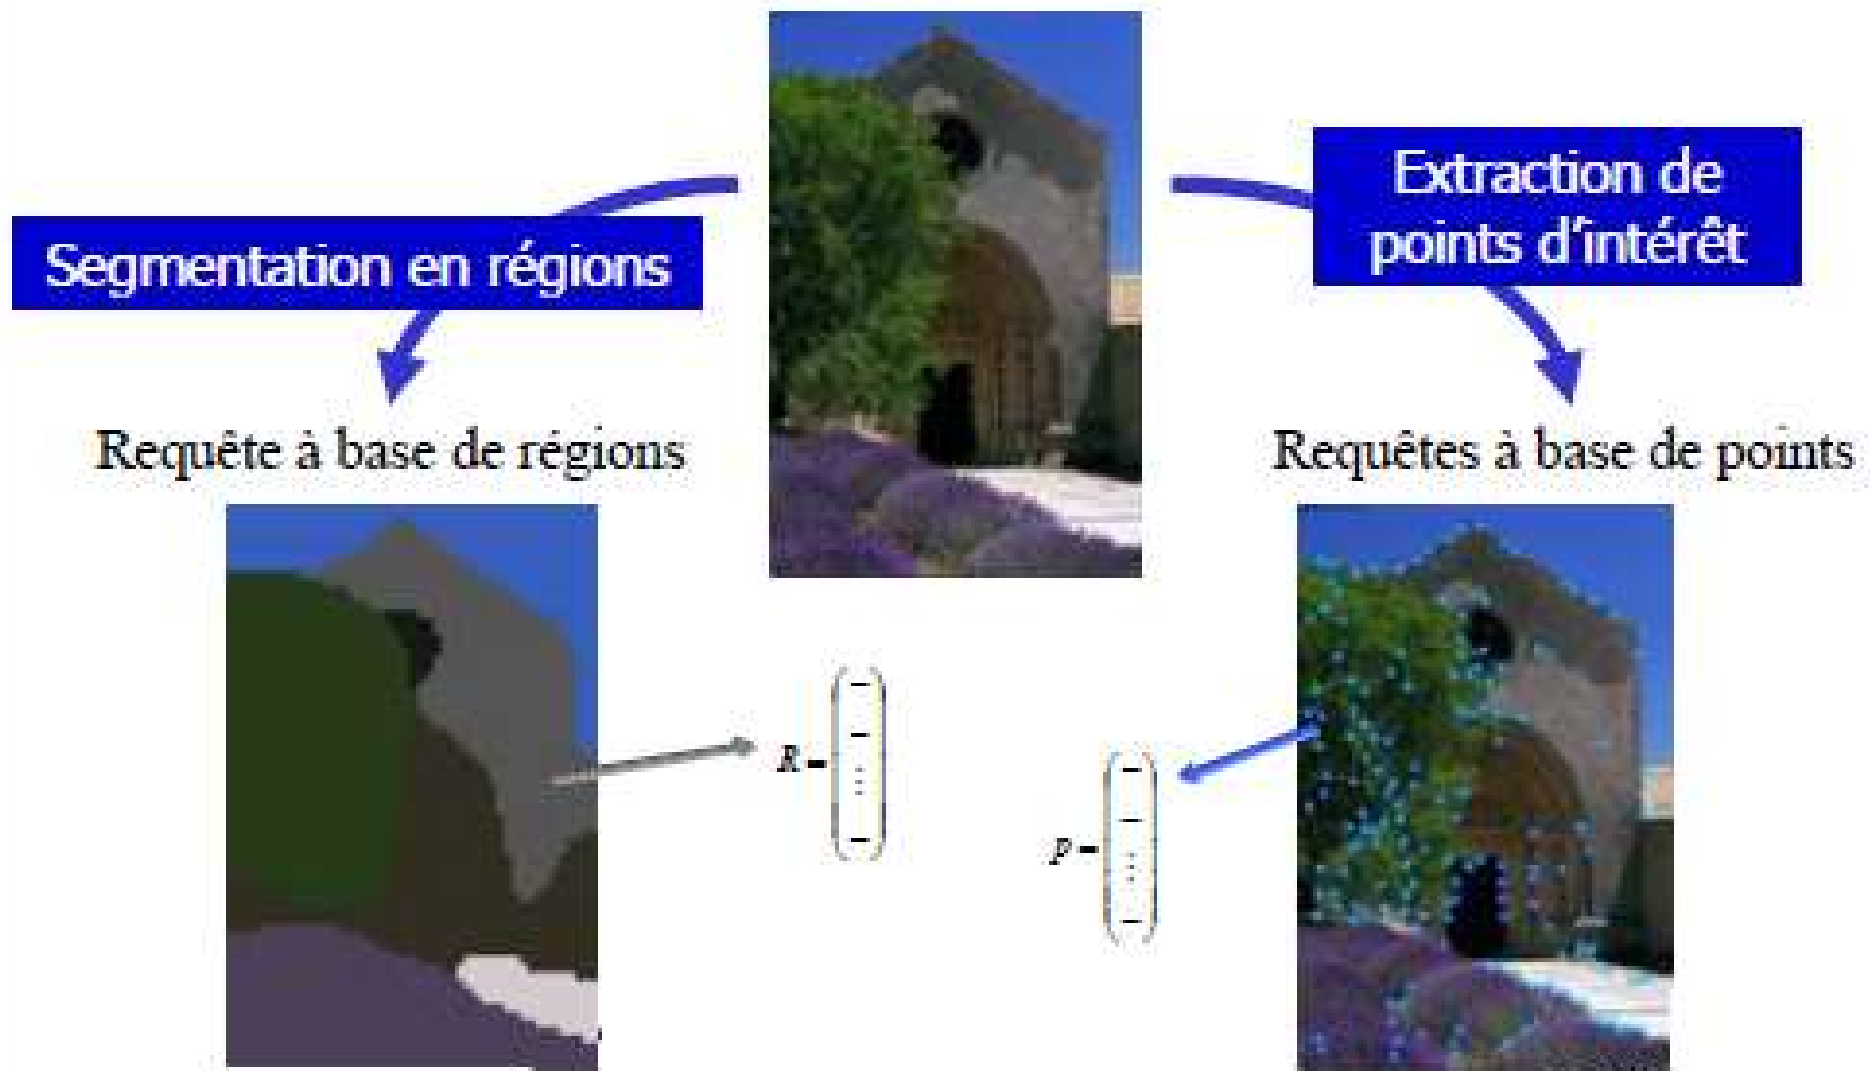 Segmentation en régions
Extraction de
points d'intérêt
Requête à base de régions
Requêtes à base de points
R =
P =